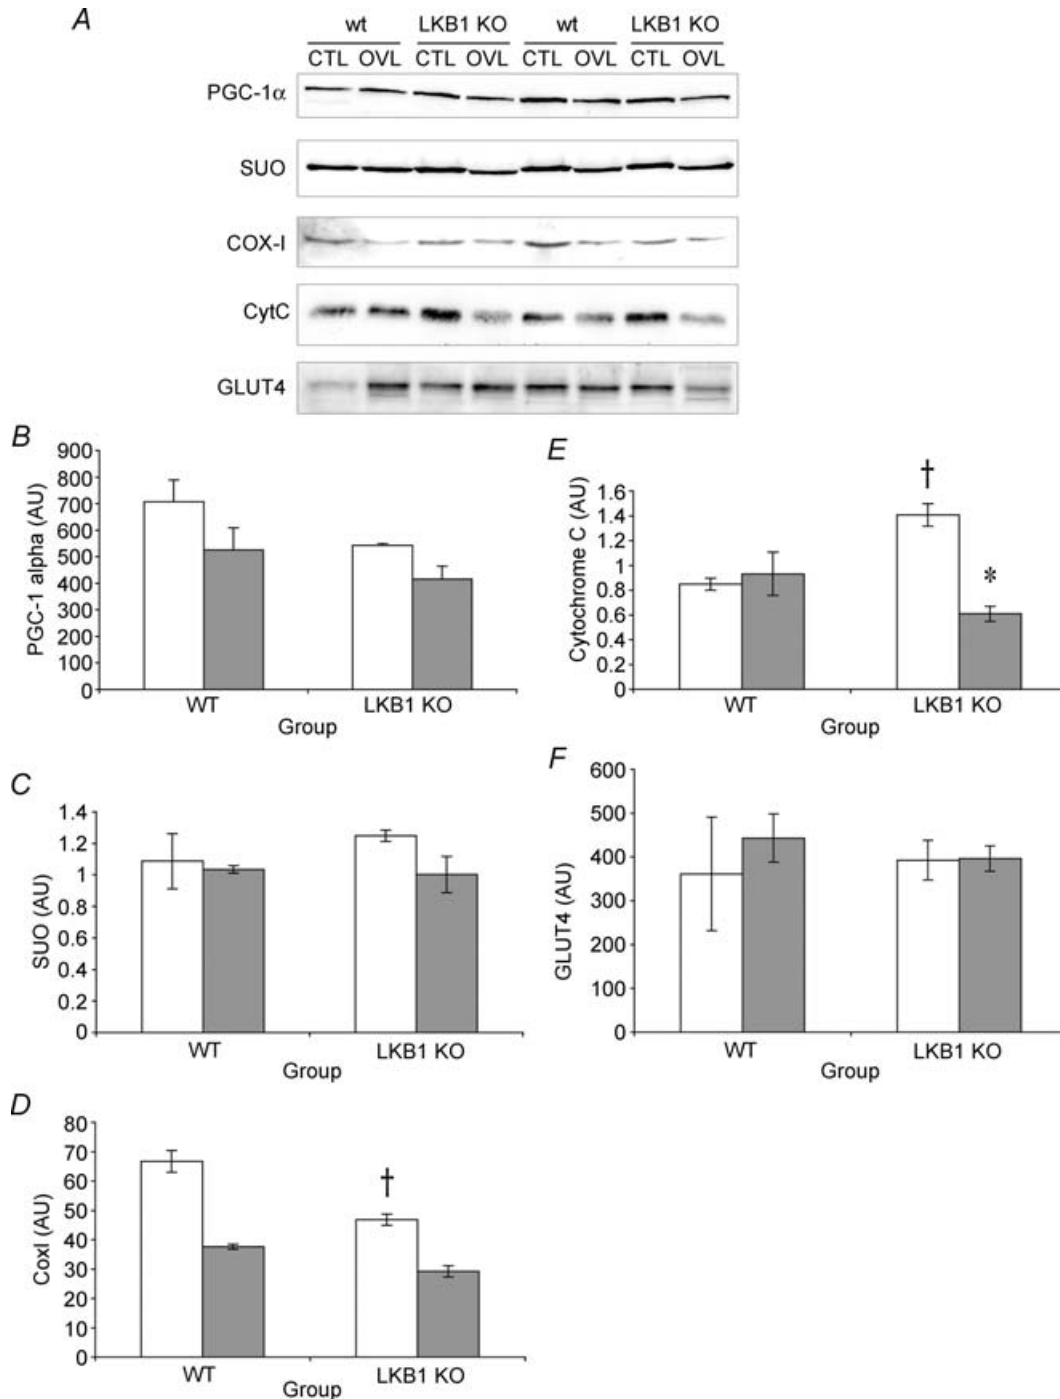 A
wt LKB1 KO wt LKB1 KO
CTL OVL CTL OVL CTL OVL CTL OVL
PGC-1α
SUO
COX-I
CytC
GLUT4
B
PGC-1 alpha (AU)
900
800
700
600
500
400
300
200
100
0
WT LKB1 KO
Group
C
SUO (AU)
1.4
1.2
1
0.8
0.6
0.4
0.2
0
WT LKB1 KO
Group
D
CoxI (AU)
80
70
60
50
40
30
20
10
0
†
WT LKB1 KO
Group
E
Cytochrome C (AU)
1.6
1.4
1.2
1
0.8
0.6
0.4
0.2
0
†
*
WT LKB1 KO
Group
F
GLUT4 (AU)
600
500
400
300
200
100
0
WT LKB1 KO
Group